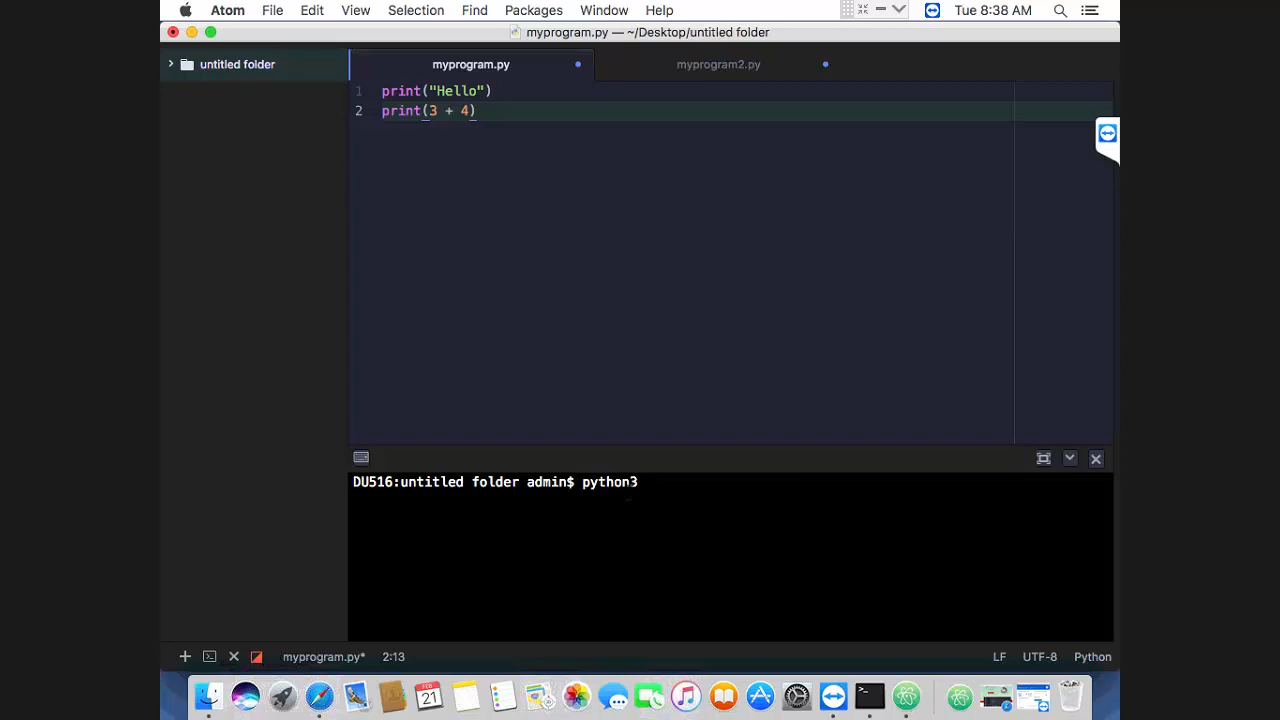 Atom File Edit View Selection Find Packages Window Help Tue 8:38 AM
myprogram.py — ~/Desktop/untitled folder
untitled folder
myprogram.py myprogram2.py
1 print("Hello")
2 print(3 + 4)
DU516:untitled folder admin$ python3
myprogram.py* 2:13 LF UTF-8 Python
FEB
21